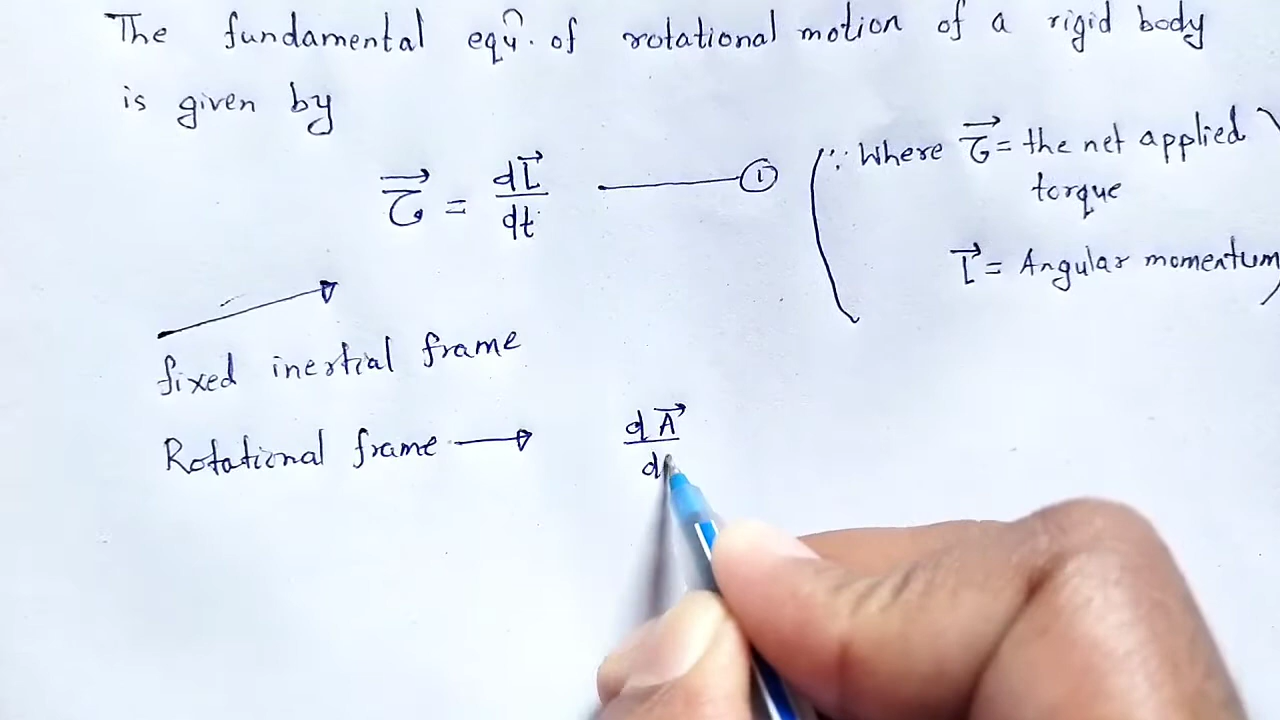 The fundamental equⁿ. of rotational motion of a rigid body
is given by
τ⃗ = dL⃗/dt ——— ① (∵ Where τ⃗ = the net applied
torque
L⃗ = Angular momentum)
fixed inertial frame
Rotational frame → dA⃗/d